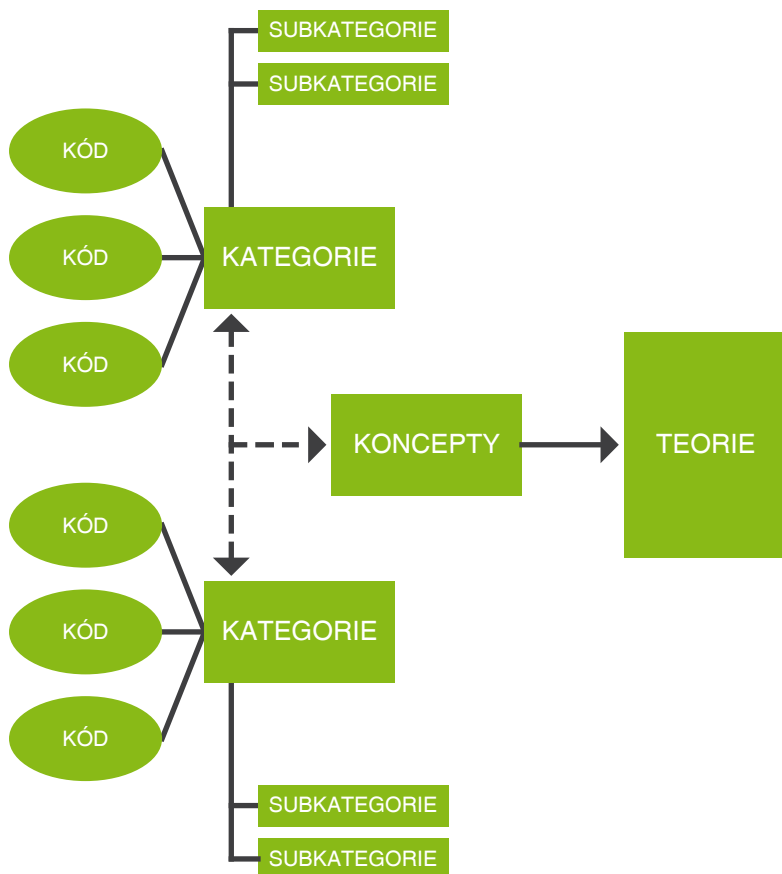 SUBKATEGORIE
SUBKATEGORIE
KÓD
KÓD
KATEGORIE
KÓD
KONCEPTY
TEORIE
KÓD
KÓD
KATEGORIE
KÓD
SUBKATEGORIE
SUBKATEGORIE